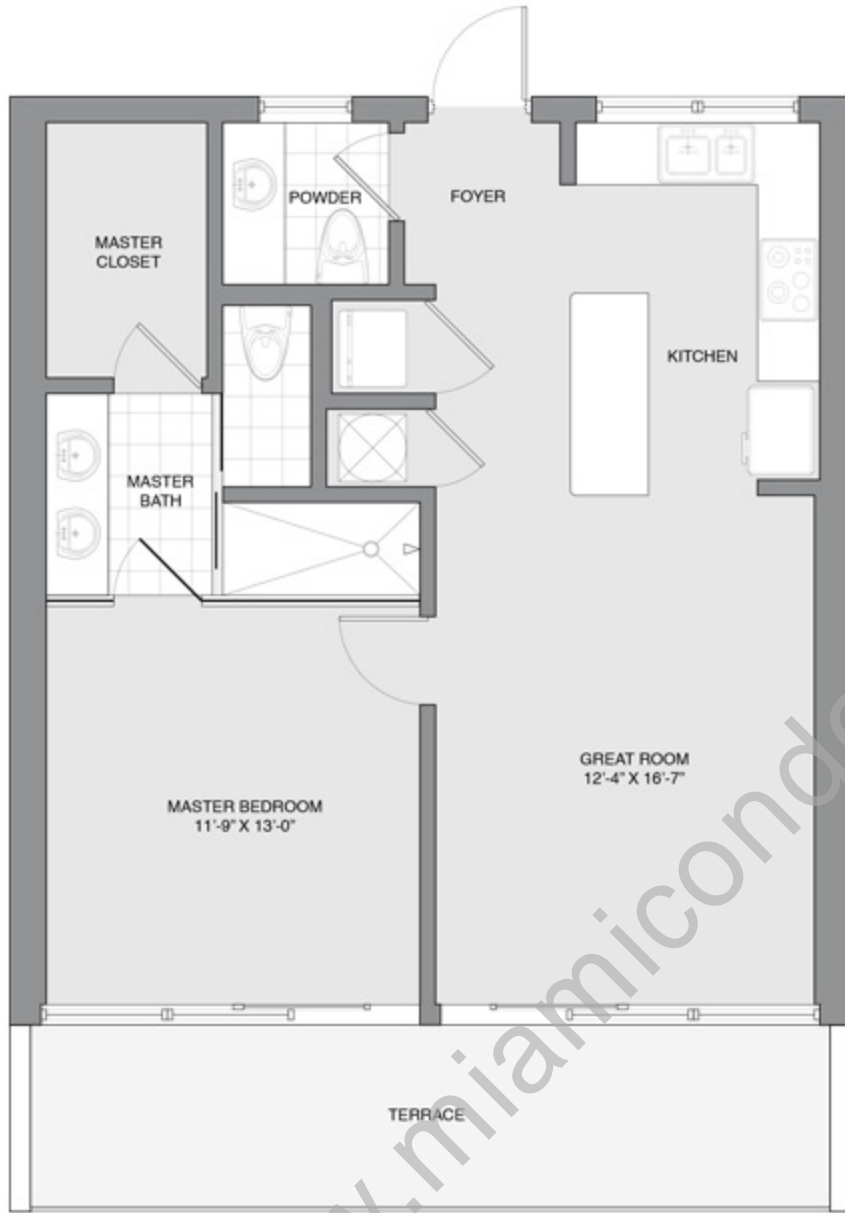 POWDER
FOYER
MASTER
CLOSET
KITCHEN
MASTER
BATH
GREAT ROOM
12'-4" X 16'-7"
MASTER BEDROOM
11'-9" X 13'-0"
TERRACE
.miamicondo